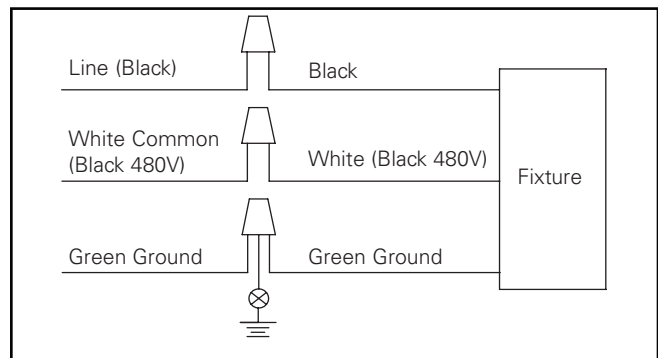 Line (Black)
Black
White Common
(Black 480V)
White (Black 480V)
Fixture
Green Ground
Green Ground